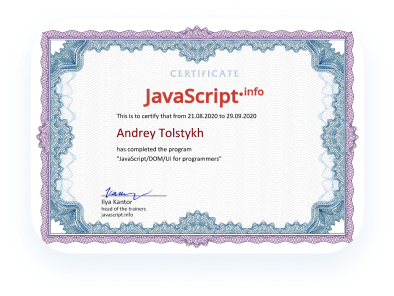 CERTIFICATE
JavaScript.info
This is to certify that from 21.08.2020 to 29.09.2020
Andrey Tolstykh
has completed the program
"JavaScript/DOM/UI for programmers"
Ilya Kantor
head of the trainers
javascript.info